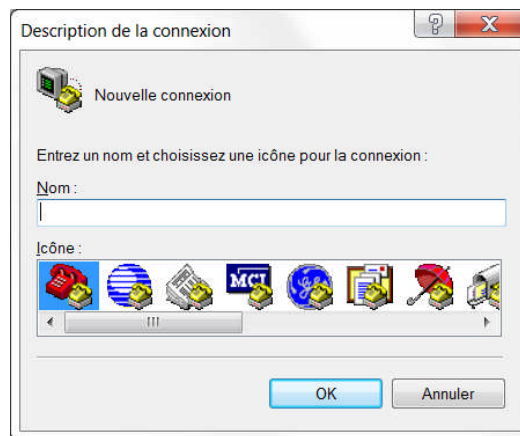 Description de la connexion
Nouvelle connexion
Entrez un nom et choisissez une icône pour la connexion :
Nom :
Icône :
MCI
OK
Annuler